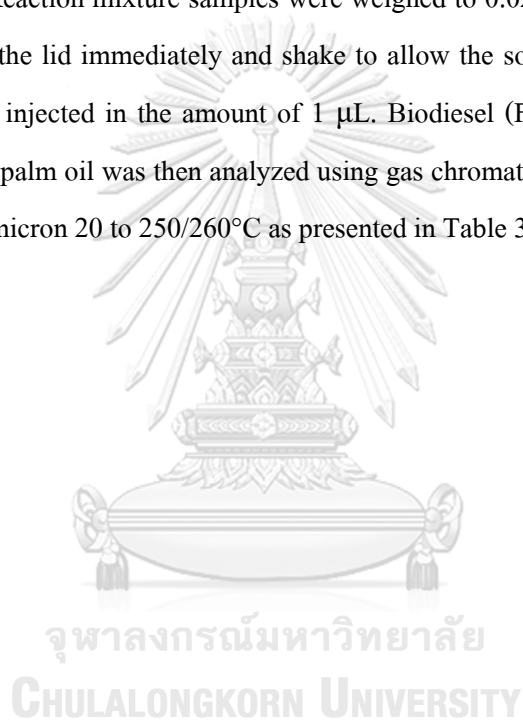 Reaction mixture samples were weighed to
the lid immediately and shake to allow the
injected in the amount of 1 μL. Biodiesel
palm oil was then analyzed using gas chromat
micron 20 to 250/260°C as presented in Table 3
จุฬาลงกรณ์มหาวิทยาลัย
CHULALONGKORN UNIVERSITY